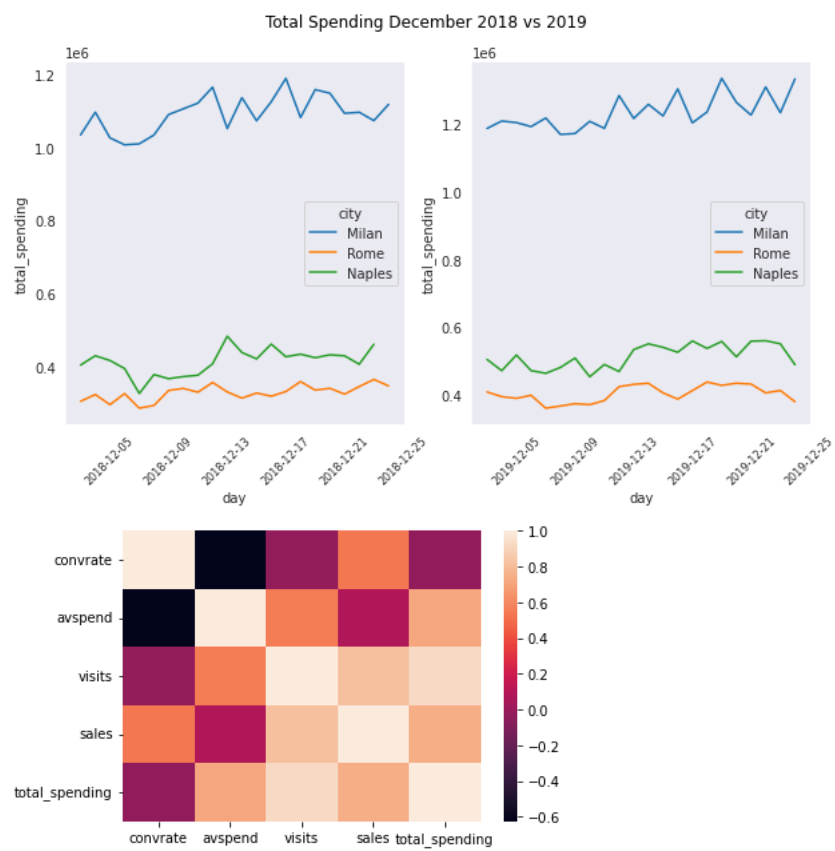 Total Spending December 2018 vs 2019
1e6
1.2
1.0
0.8
0.6
0.4
total_spending
city
Milan
Rome
Naples
2018-12-05
2018-12-09
2018-12-13
2018-12-17
2018-12-21
2018-12-25
day
1e6
1.2
1.0
0.8
0.6
0.4
total_spending
city
Milan
Rome
Naples
2019-12-05
2019-12-09
2019-12-13
2019-12-17
2019-12-21
2019-12-25
day
convrate
avspend
visits
sales
total_spending
convrate avspend visits sales total_spending
1.0
0.8
0.6
0.4
0.2
0.0
−0.2
−0.4
−0.6